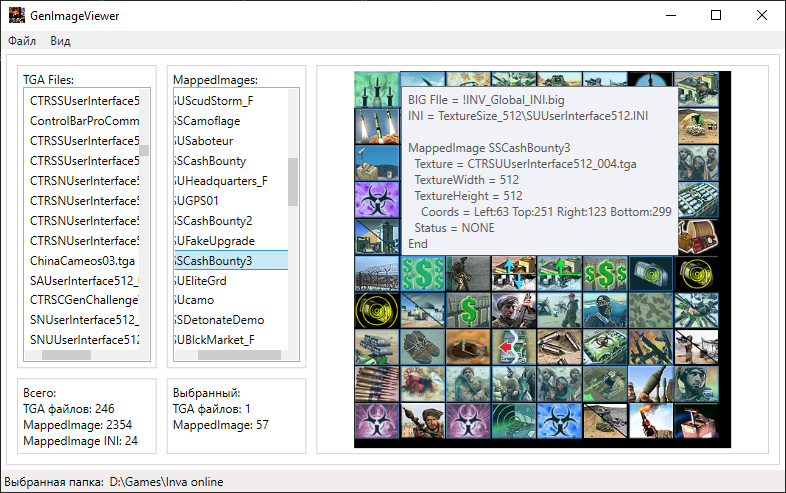 GenImageViewer
Файл Вид
TGA Files:
CTRSSUserInterface5
ControlBarProComm
CTRSSUserInterface5
CTRSSUserInterface5
CTRSNUserInterface5
CTRSNUserInterface5
CTRSUUserInterface5
CTRSNUserInterface5
ChinaCameos03.tga
SAUserInterface512_
CTRSCGenChallenge
SNUserInterface512_
SNUUserInterface512
MappedImages:
SUScudStorm_F
SSCamoflage
SUSaboteur
SSCashBounty
SUHeadquarters_F
SUGPS01
SSCashBounty2
SUFakeUpgrade
SSCashBounty3
SUEliteGrd
SUcamo
SSDetonateDemo
SUBlckMarket_F
BIG FIle = !INV_Global_INI.big
INI = TextureSize_512\SUUserInterface512.INI
MappedImage SSCashBounty3
Texture = CTRSUUserInterface512_004.tga
TextureWidth = 512
TextureHeight = 512
Coords = Left:63 Top:251 Right:123 Bottom:299
Status = NONE
End
Всего:
TGA файлов: 246
MappedImage: 2354
MappedImage INI: 24
Выбранный:
TGA файлов: 1
MappedImage: 57
Выбранная папка: D:\Games\Inva online